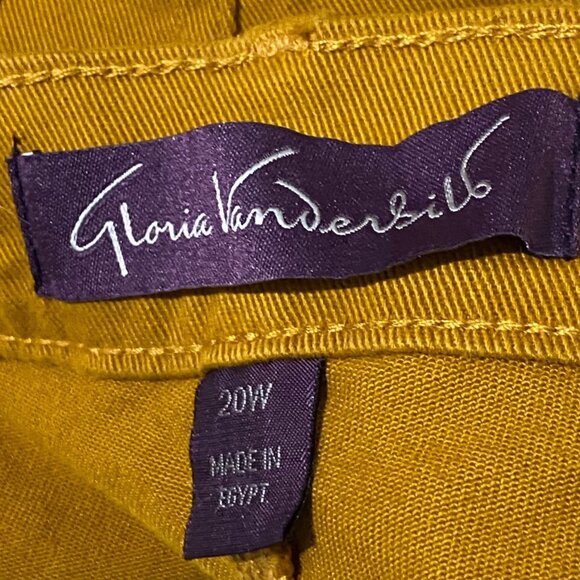 Gloria Vanderbilt
20W
MADE IN
EGYPT